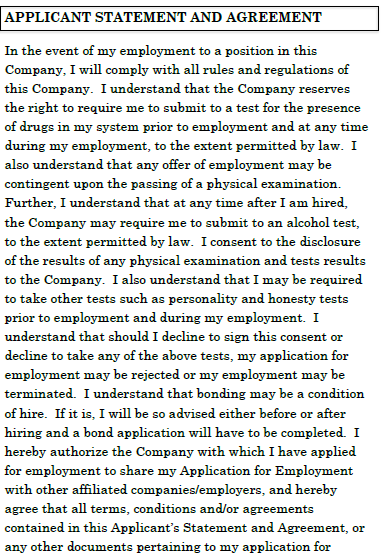 APPLICANT STATEMENT AND AGREEMENT
In the event of my employment to a position in this
Company, I will comply with all rules and regulations of
this Company.  I understand that the Company reserves
the right to require me to submit to a test for the presence
of drugs in my system prior to employment and at any time
during my employment, to the extent permitted by law.  I
also understand that any offer of employment may be
contingent upon the passing of a physical examination.
Further, I understand that at any time after I am hired,
the Company may require me to submit to an alcohol test,
to the extent permitted by law.  I consent to the disclosure
of the results of any physical examination and tests results
to the Company.  I also understand that I may be required
to take other tests such as personality and honesty tests
prior to employment and during my employment.  I
understand that should I decline to sign this consent or
decline to take any of the above tests, my application for
employment may be rejected or my employment may be
terminated.  I understand that bonding may be a condition
of hire.  If it is, I will be so advised either before or after
hiring and a bond application will have to be completed.  I
hereby authorize the Company with which I have applied
for employment to share my Application for Employment
with other affiliated companies/employers, and hereby
agree that all terms, conditions and/or agreements
contained in this Applicant's Statement and Agreement, or
any other documents pertaining to my application for